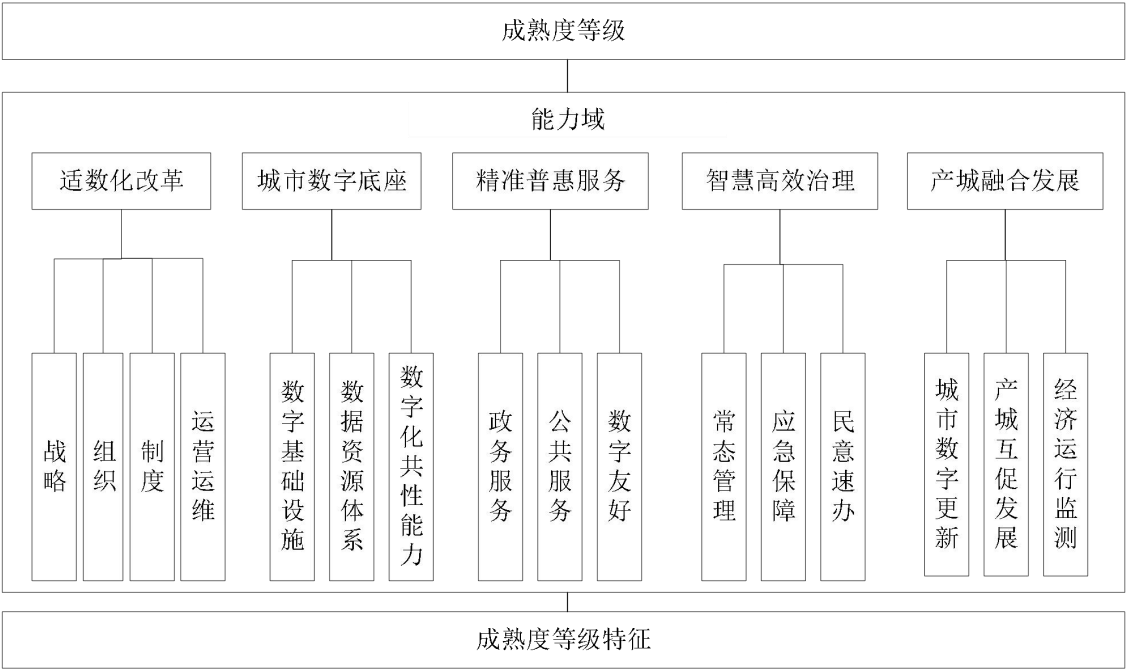 成熟度等级
能力域
适数化改革
城市数字底座
精准普惠服务
智慧高效治理
产城融合发展
战略
组织
制度
运营运维
数字基础设施
数据资源体系
数字化共性能力
政务服务
公共服务
数字友好
常态管理
应急保障
民意速办
城市数字更新
产城互促发展
经济运行监测
成熟度等级特征